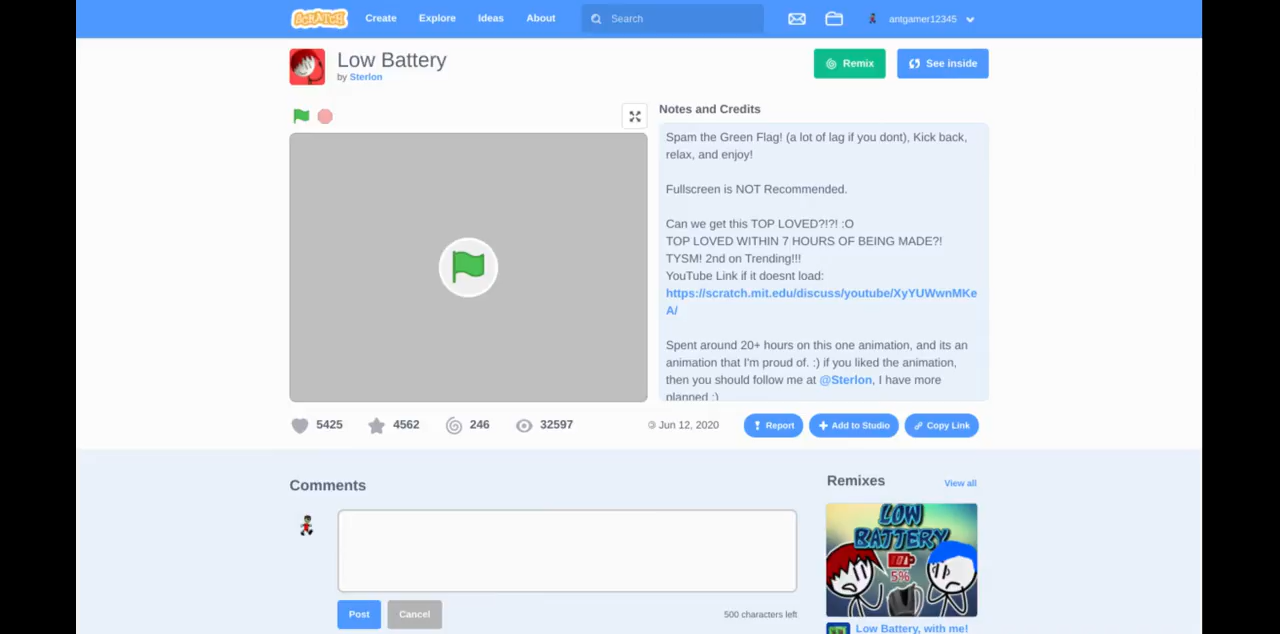 SCRATCH Create Explore Ideas About Search antgamer12345
Low Battery
by Sterlon
Remix See inside
Notes and Credits
Spam the Green Flag! (a lot of lag if you dont), Kick back,
relax, and enjoy!
Fullscreen is NOT Recommended.
Can we get this TOP LOVED?!?! :O
TOP LOVED WITHIN 7 HOURS OF BEING MADE?!
TYSM! 2nd on Trending!!!
YouTube Link if it doesnt load:
https://scratch.mit.edu/discuss/youtube/XyYUWwnMKe
A/
Spent around 20+ hours on this one animation, and its an
animation that I'm proud of. :) if you liked the animation,
then you should follow me at @Sterlon, I have more
planned :)
5425 4562 246 32597 Jun 12, 2020 Report Add to Studio Copy Link
Comments
Post Cancel 500 characters left
Remixes View all
LOW
BATTERY
5%
Low Battery, with me!